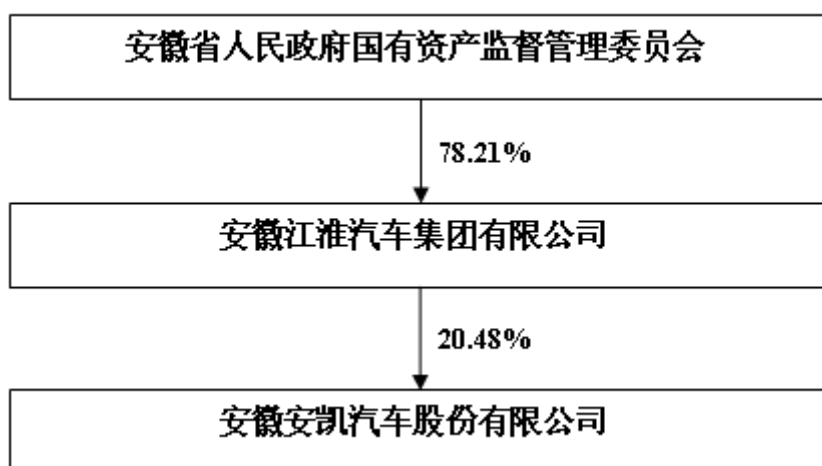 安徽省人民政府国有资产监督管理委员会
78.21%
安徽江淮汽车集团有限公司
20.48%
安徽安凯汽车股份有限公司